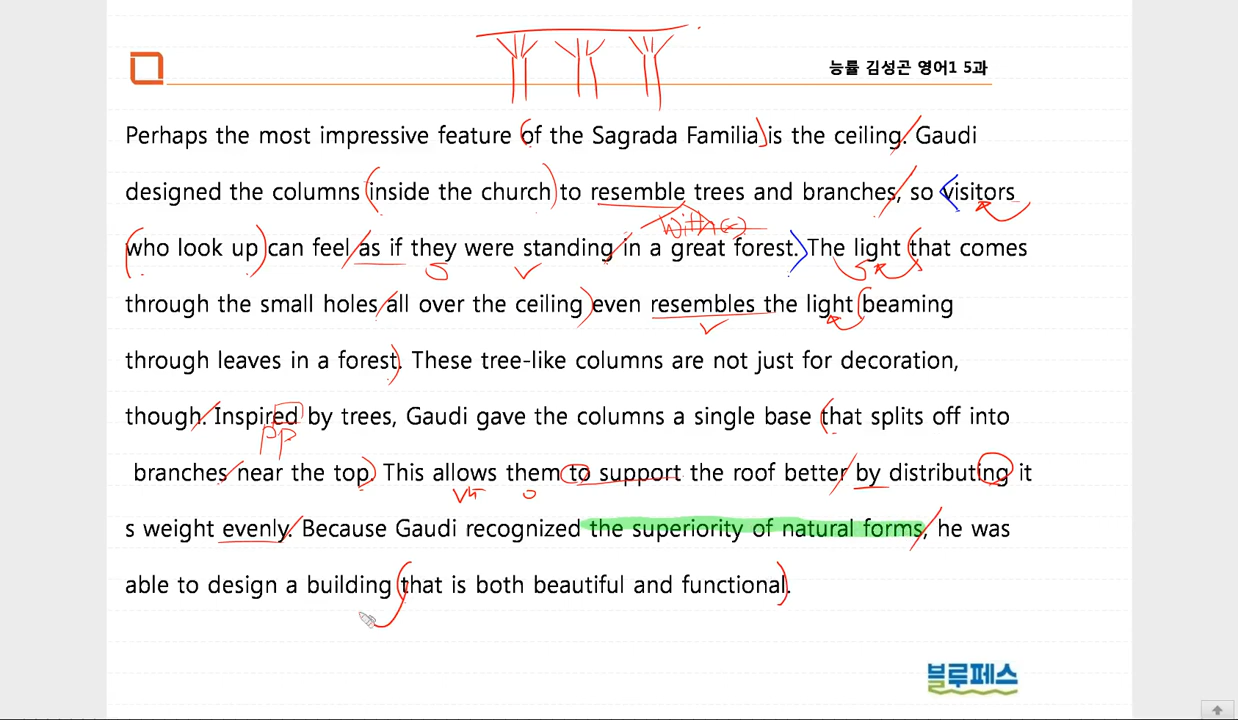 능률 김성곤 영어1 5과
Perhaps the most impressive feature of the Sagrada Familia is the ceiling. Gaudi
designed the columns inside the church to resemble trees and branches, so visitors
with(x)
who look up can feel as if they were standing in a great forest. The light that comes
S
through the small holes all over the ceiling even resembles the light beaming
through leaves in a forest. These tree-like columns are not just for decoration,
though. Inspired by trees, Gaudi gave the columns a single base that splits off into
pp
branches near the top. This allows them to support the roof better by distributing it
o
s weight evenly. Because Gaudi recognized the superiority of natural forms, he was
able to design a building that is both beautiful and functional.
블루페스